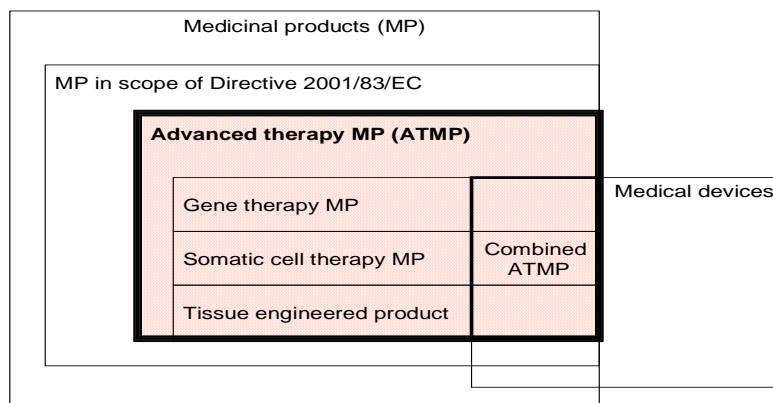 Medicinal products (MP)
MP in scope of Directive 2001/83/EC
Advanced therapy MP (ATMP)
Gene therapy MP
Medical devices
Somatic cell therapy MP
Combined
ATMP
Tissue engineered product